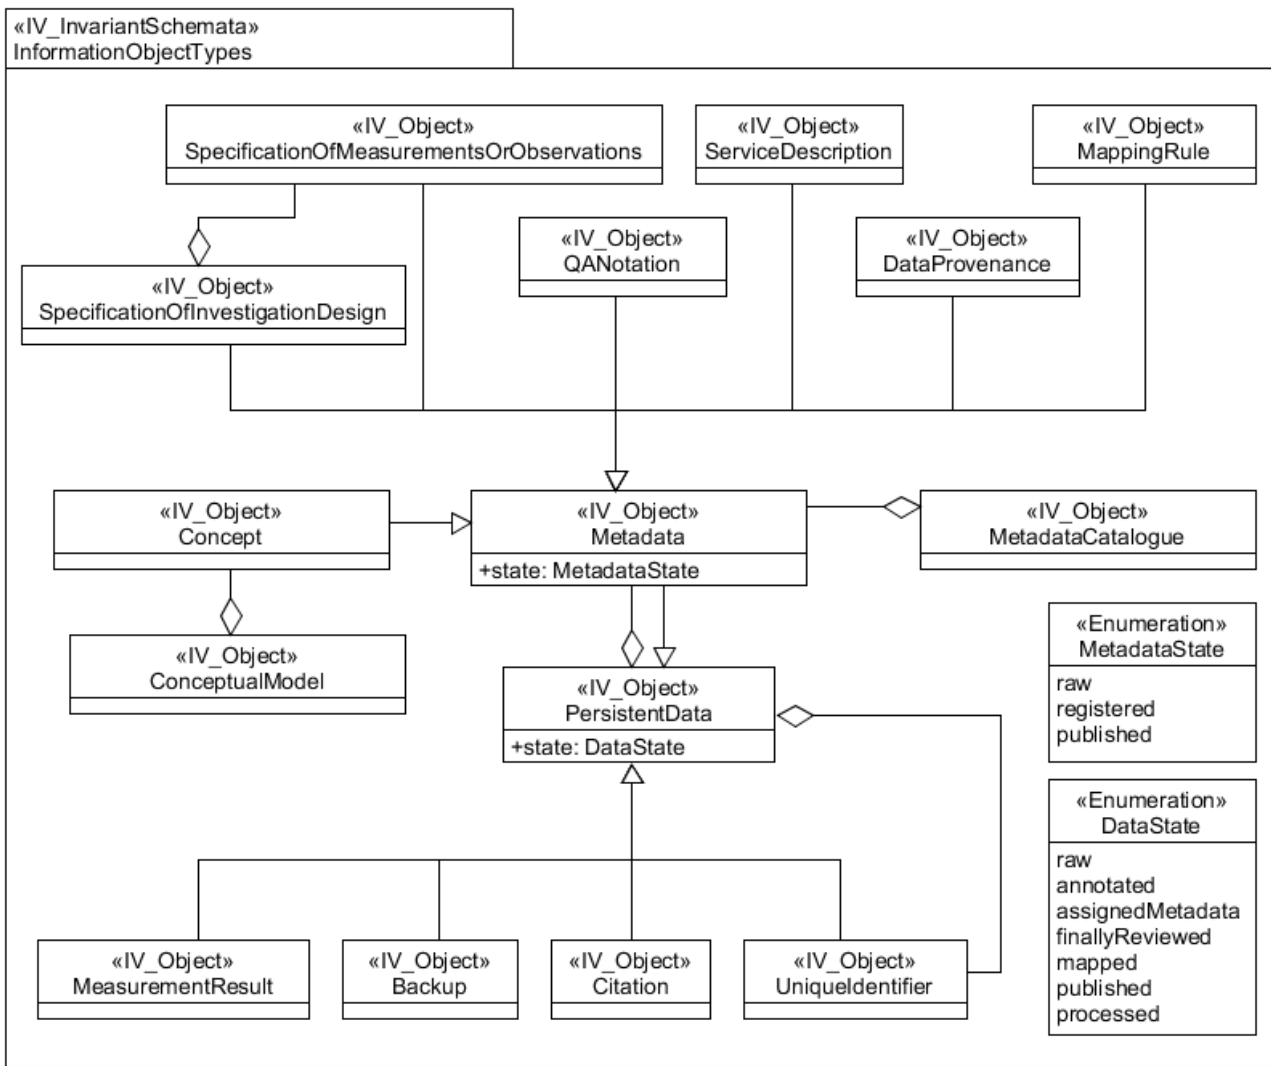 «IV_InvariantSchemata»
InformationObjectTypes
«IV_Object»
SpecificationOfMeasurementsOrObservations
«IV_Object»
ServiceDescription
«IV_Object»
MappingRule
«IV_Object»
QANotation
«IV_Object»
DataProvenance
«IV_Object»
SpecificationOfInvestigationDesign
«IV_Object»
Concept
«IV_Object»
Metadata
+state: MetadataState
«IV_Object»
MetadataCatalogue
«IV_Object»
ConceptualModel
«IV_Object»
PersistentData
+state: DataState
«Enumeration»
MetadataState
raw
registered
published
«Enumeration»
DataState
raw
annotated
assignedMetadata
finallyReviewed
mapped
published
processed
«IV_Object»
MeasurementResult
«IV_Object»
Backup
«IV_Object»
Citation
«IV_Object»
UniqueIdentifier